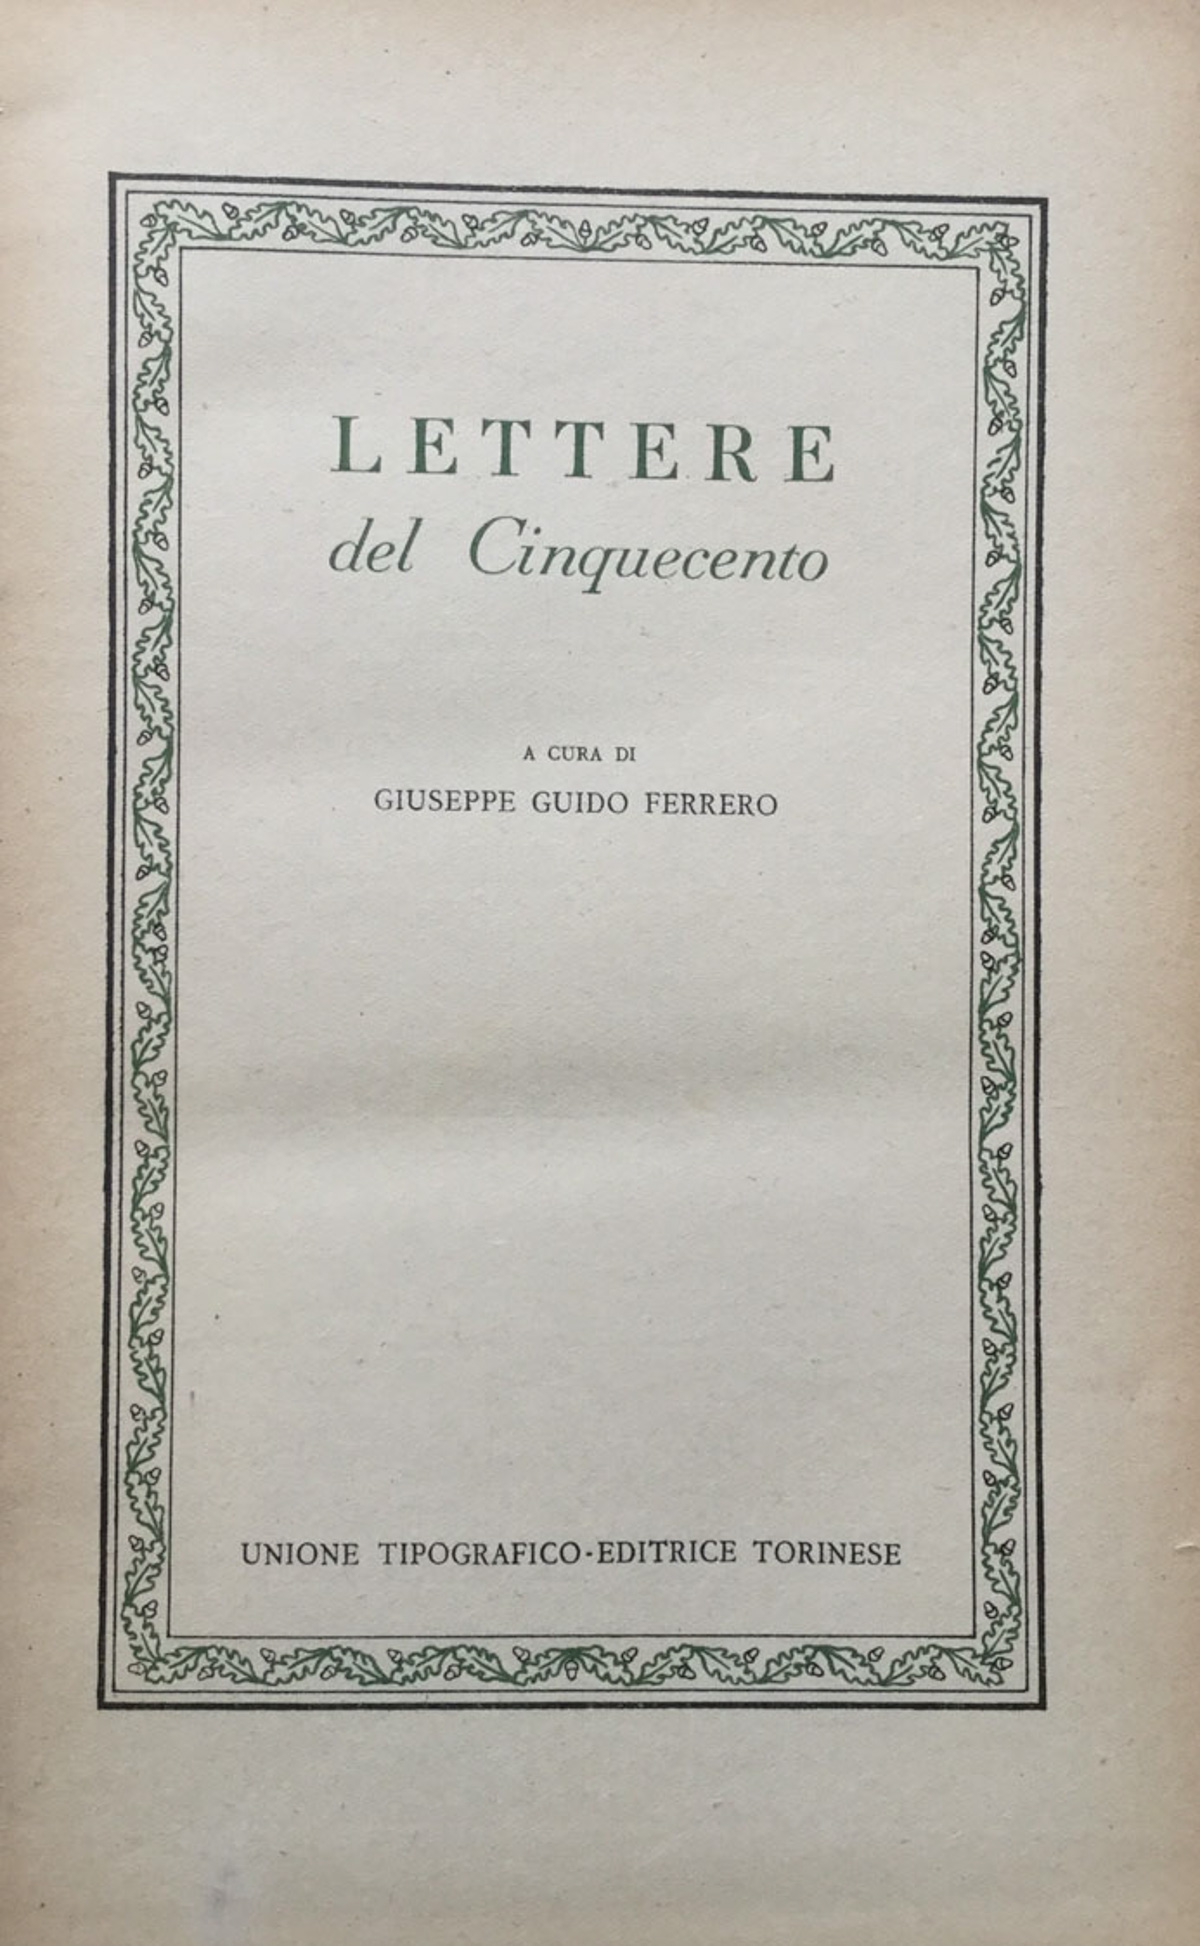 LETTERE
del Cinquecento
A CURA DI
GIUSEPPE GUIDO FERRERO
UNIONE TIPOGRAFICO-EDITRICE TORINESE